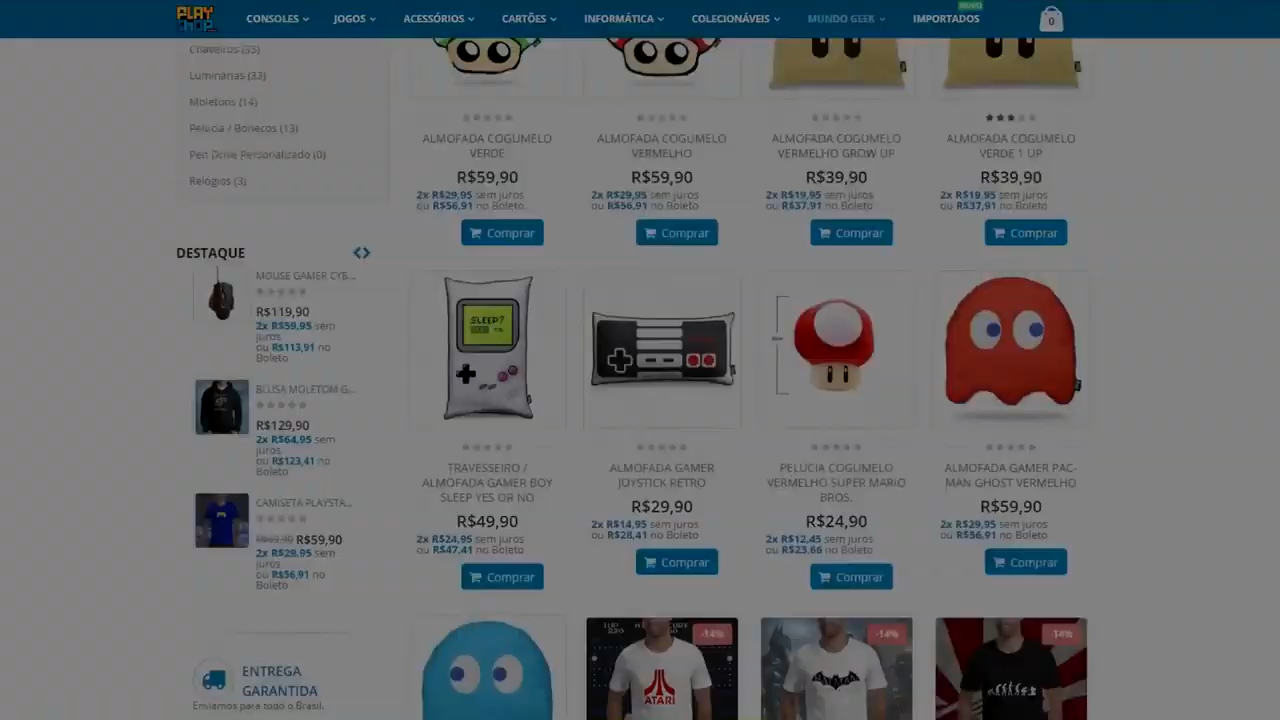 PLAY
SHOP
CONSOLES
JOGOS
ACESSÓRIOS
CARTÕES
INFORMÁTICA
COLECIONÁVEIS
MUNDO GEEK
IMPORTADOS
0
Chaveiros (55)
Luminárias (33)
Moletons (14)
Pelúcia / Bonecos (13)
Pen Drive Personalizado (0)
Relógios (3)
ALMOFADA COGUMELO
VERDE
R$59,90
2x R$29,95 sem juros
ou R$56,91 no Boleto
Comprar
ALMOFADA COGUMELO
VERMELHO
R$59,90
2x R$29,95 sem juros
ou R$56,91 no Boleto
Comprar
ALMOFADA COGUMELO
VERMELHO GROW UP
R$39,90
2x R$19,95 sem juros
ou R$37,91 no Boleto
Comprar
ALMOFADA COGUMELO
VERDE 1 UP
R$39,90
2x R$19,95 sem juros
ou R$37,91 no Boleto
Comprar
DESTAQUE
MOUSE GAMER CYB...
R$119,90
2x R$59,95 sem
juros
ou R$113,91 no
Boleto
BLUSA MOLETOM G...
R$129,90
2x R$64,95 sem
juros
ou R$123,41 no
Boleto
CAMISETA PLAYSTA...
R$69,90 R$59,90
2x R$29,95 sem
juros
ou R$56,91 no
Boleto
SLEEP?
TRAVESSEIRO /
ALMOFADA GAMER BOY
SLEEP YES OR NO
R$49,90
2x R$24,95 sem juros
ou R$47,41 no Boleto
Comprar
ALMOFADA GAMER
JOYSTICK RETRO
R$29,90
2x R$14,95 sem juros
ou R$28,41 no Boleto
Comprar
PELÚCIA COGUMELO
VERMELHO SUPER MARIO
BROS.
R$24,90
2x R$12,45 sem juros
ou R$23,66 no Boleto
Comprar
ALMOFADA GAMER PAC-
MAN GHOST VERMELHO
R$59,90
2x R$29,95 sem juros
ou R$56,91 no Boleto
Comprar
ENTREGA
GARANTIDA
Enviamos para todo o Brasil.
-14%
ATARI
-14%
-14%